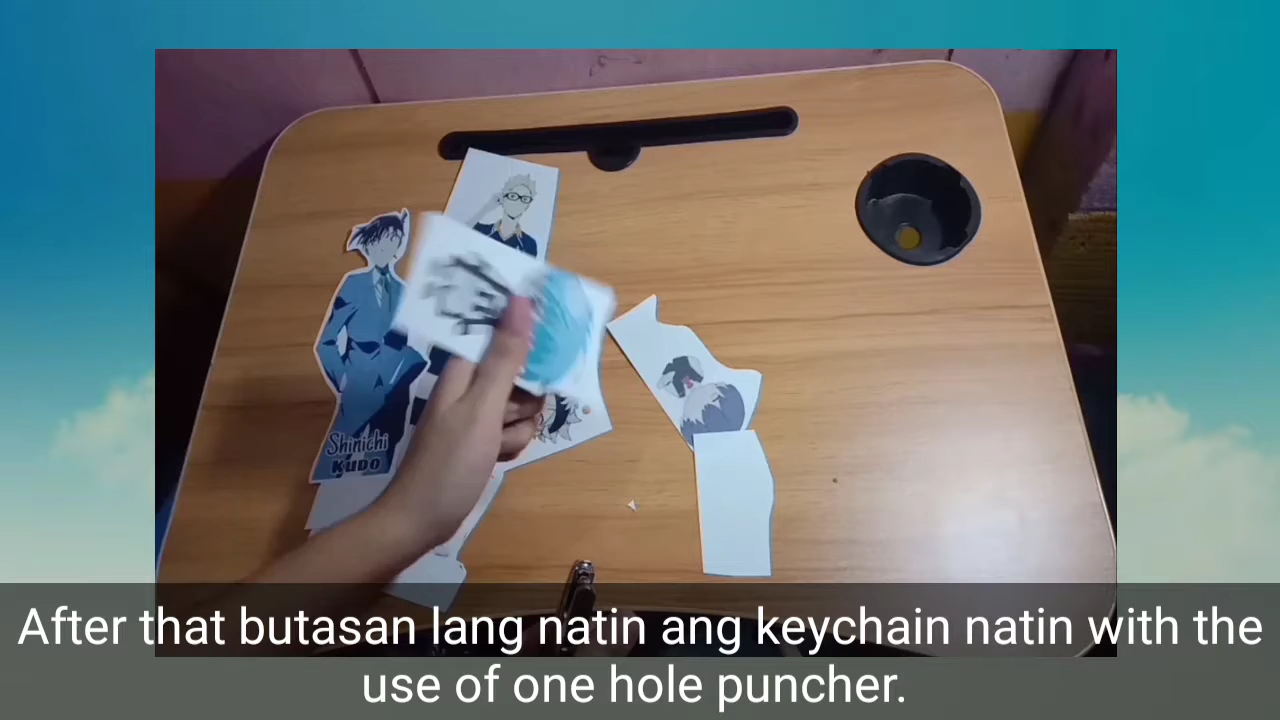 Shinichi
KUDO
After that butasan lang natin ang keychain natin with the
use of one hole puncher.